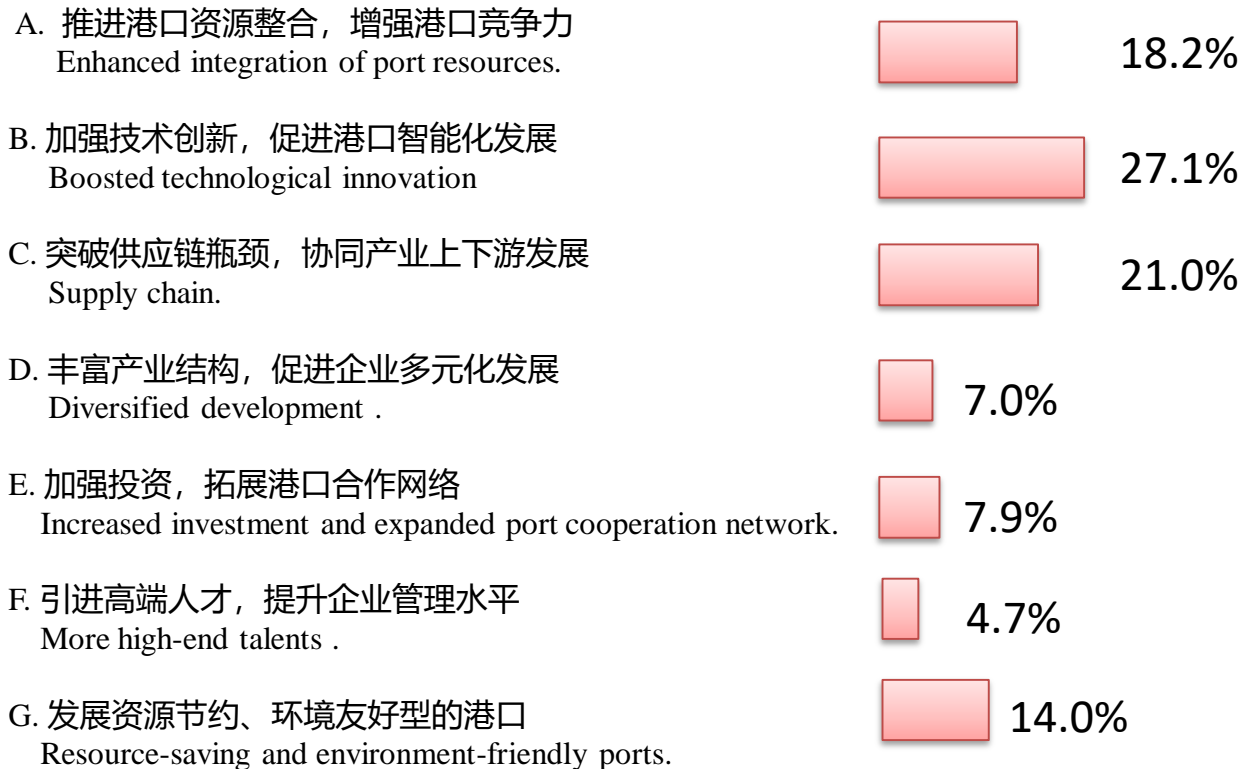 A. 推进港口资源整合，增强港口竞争力
Enhanced integration of port resources.
18.2%
B. 加强技术创新，促进港口智能化发展
Boosted technological innovation
27.1%
C. 突破供应链瓶颈，协同产业上下游发展
Supply chain.
21.0%
D. 丰富产业结构，促进企业多元化发展
Diversified development .
7.0%
E. 加强投资，拓展港口合作网络
Increased investment and expanded port cooperation network.
7.9%
F. 引进高端人才，提升企业管理水平
More high-end talents .
4.7%
G. 发展资源节约、环境友好型的港口
Resource-saving and environment-friendly ports.
14.0%